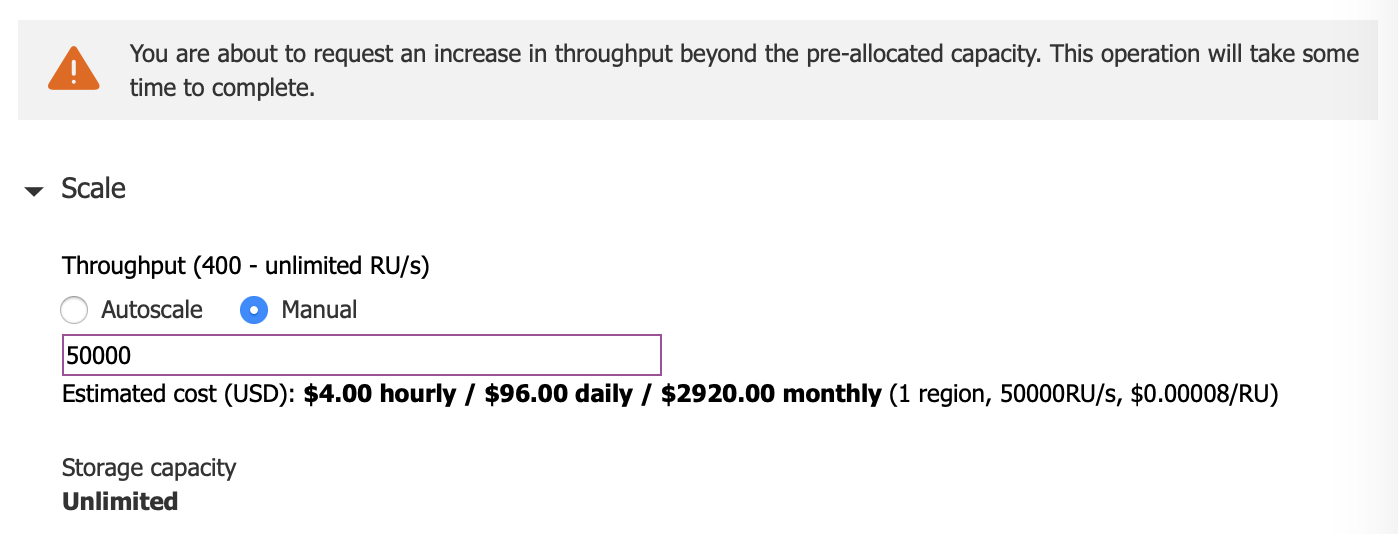 You are about to request an increase in throughput beyond the pre-allocated capacity. This operation will take some
time to complete.
Scale
Throughput (400 - unlimited RU/s)
Autoscale Manual
50000
Estimated cost (USD): $4.00 hourly / $96.00 daily / $2920.00 monthly (1 region, 50000RU/s, $0.00008/RU)
Storage capacity
Unlimited